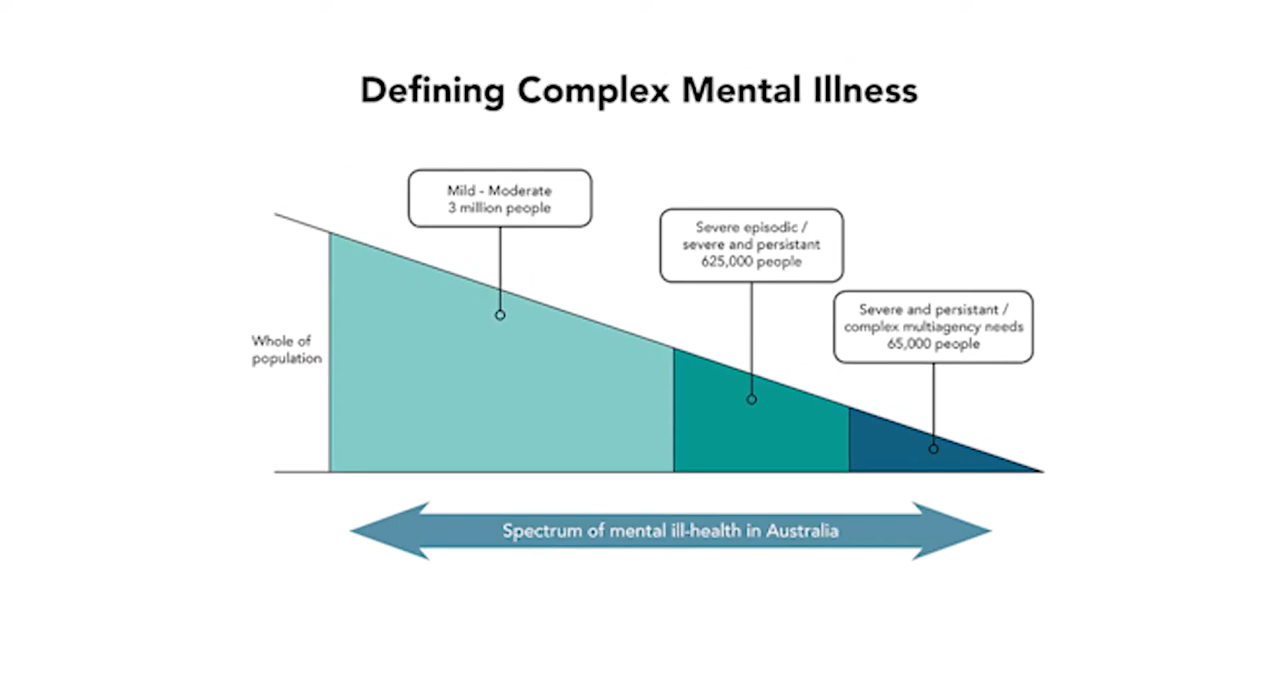 Defining Complex Mental Illness
Mild - Moderate
3 million people
Severe episodic /
severe and persistant
625,000 people
Severe and persistant /
complex multiagency needs
65,000 people
Whole of
population
Spectrum of mental ill-health in Australia